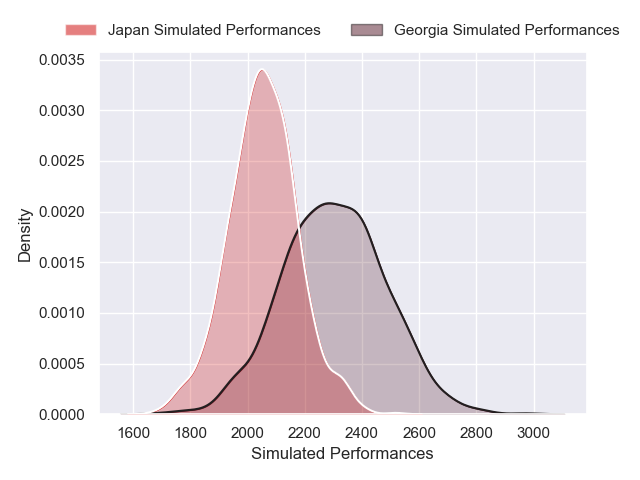 Japan Simulated Performances Georgia Simulated Performances
0.0035
0.0030
0.0025
0.0020
0.0015
0.0010
0.0005
0.0000
Density
1600 1800 2000 2200 2400 2600 2800 3000
Simulated Performances